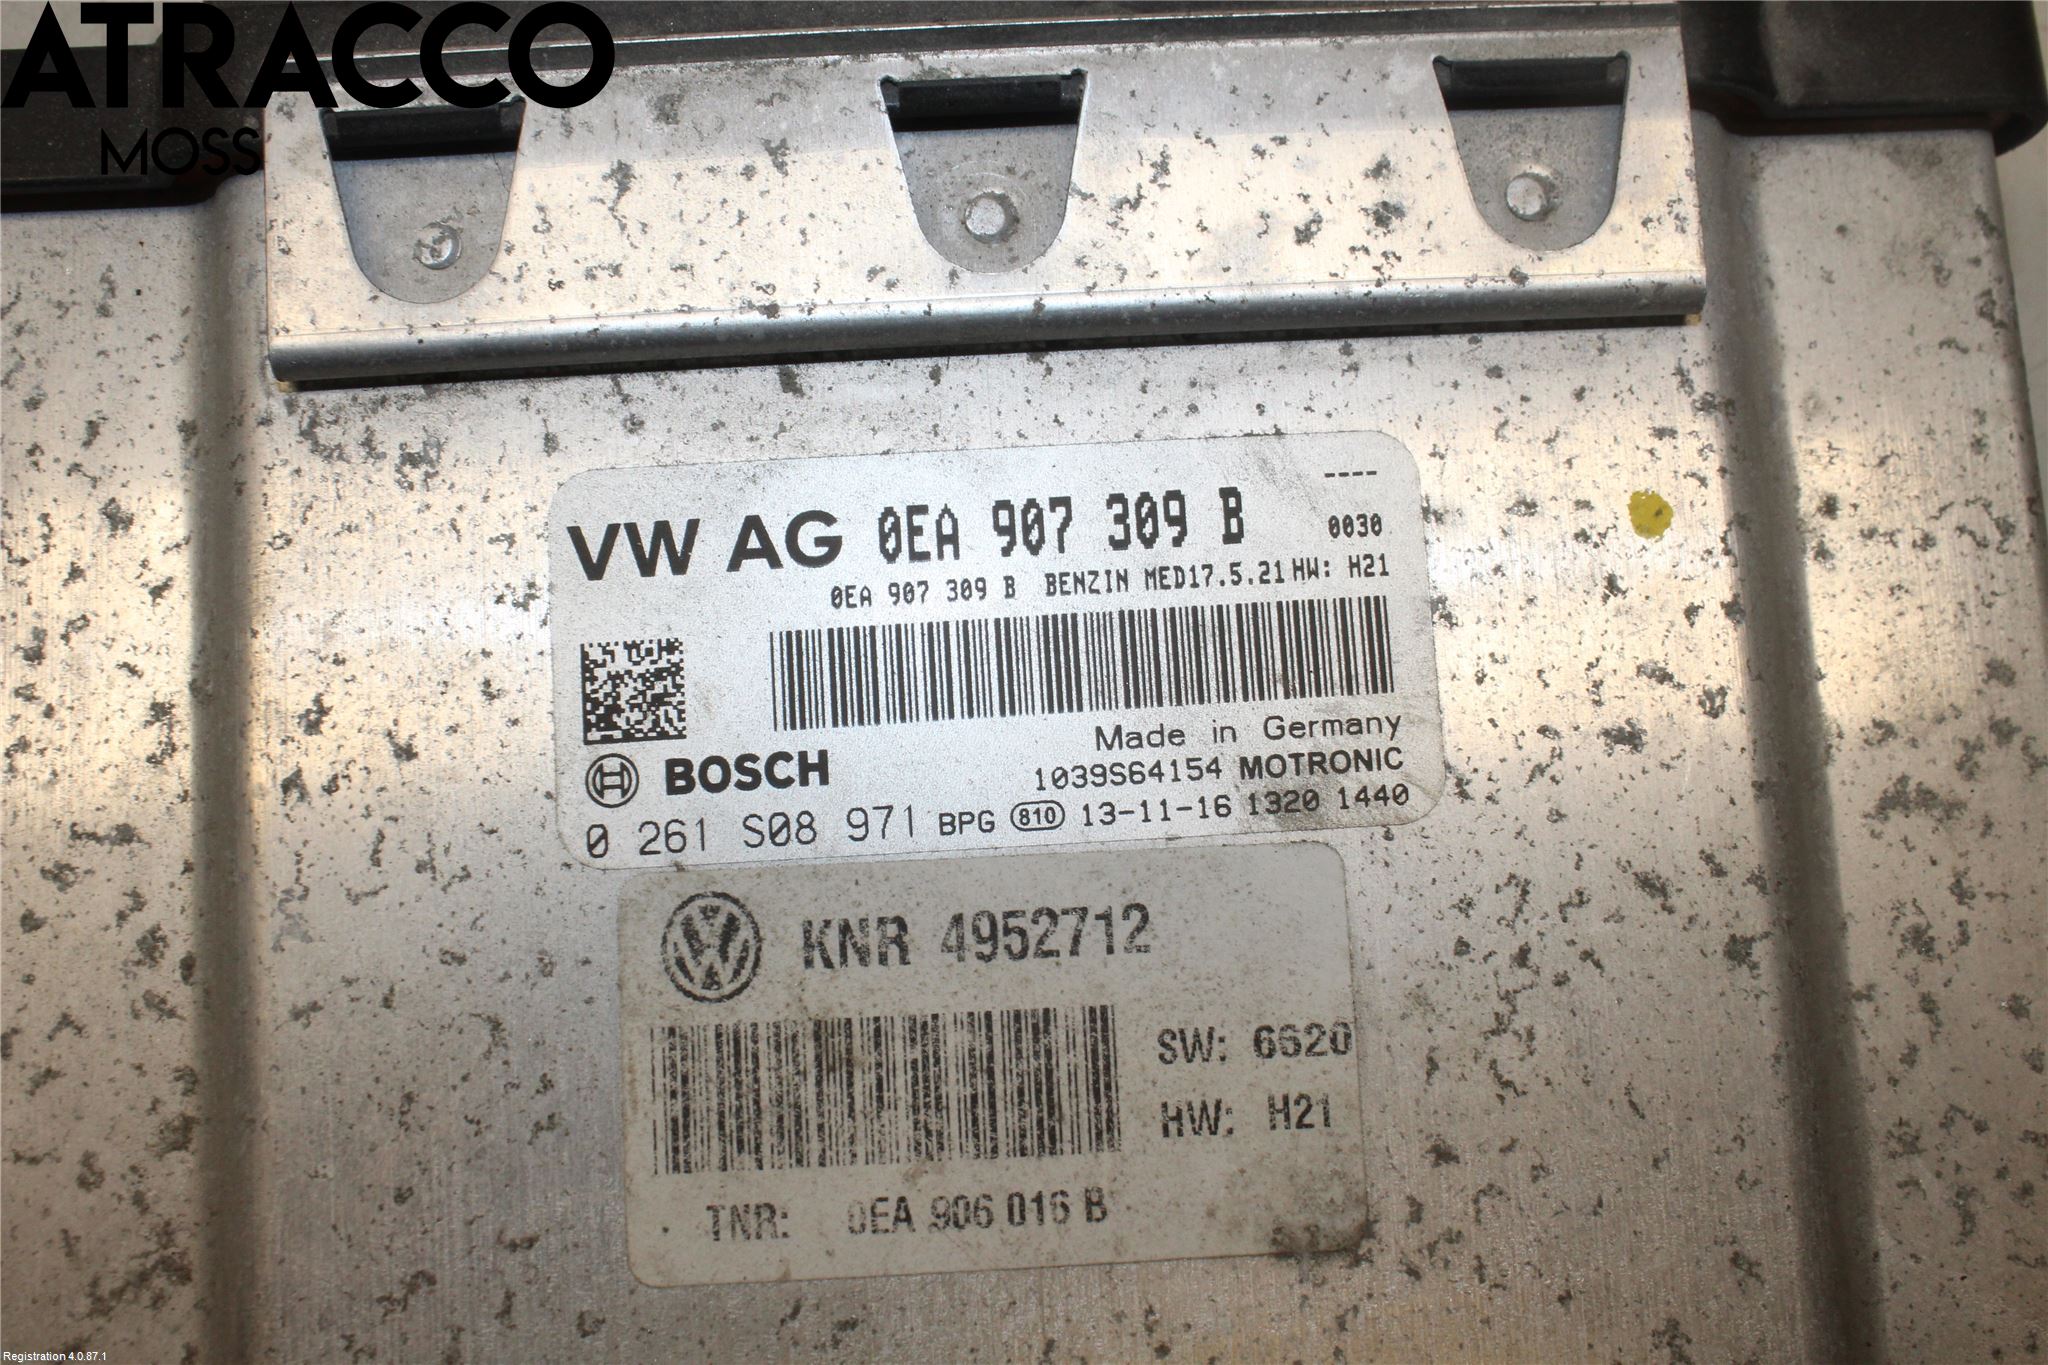 ATRACCO
MOSS
----
VW AG 0EA 907 309 B 0030
0EA 907 309 B BENZIN MED17.5.21 HW: H21
Made in Germany
BOSCH 1039S64154 MOTRONIC
0 261 S08 971 BPG 810 13-11-16 1320 1440
KNR 4952712
SW: 6620
HW: H21
TNR: 0EA 906 016 B
Registration 4.0.87.1